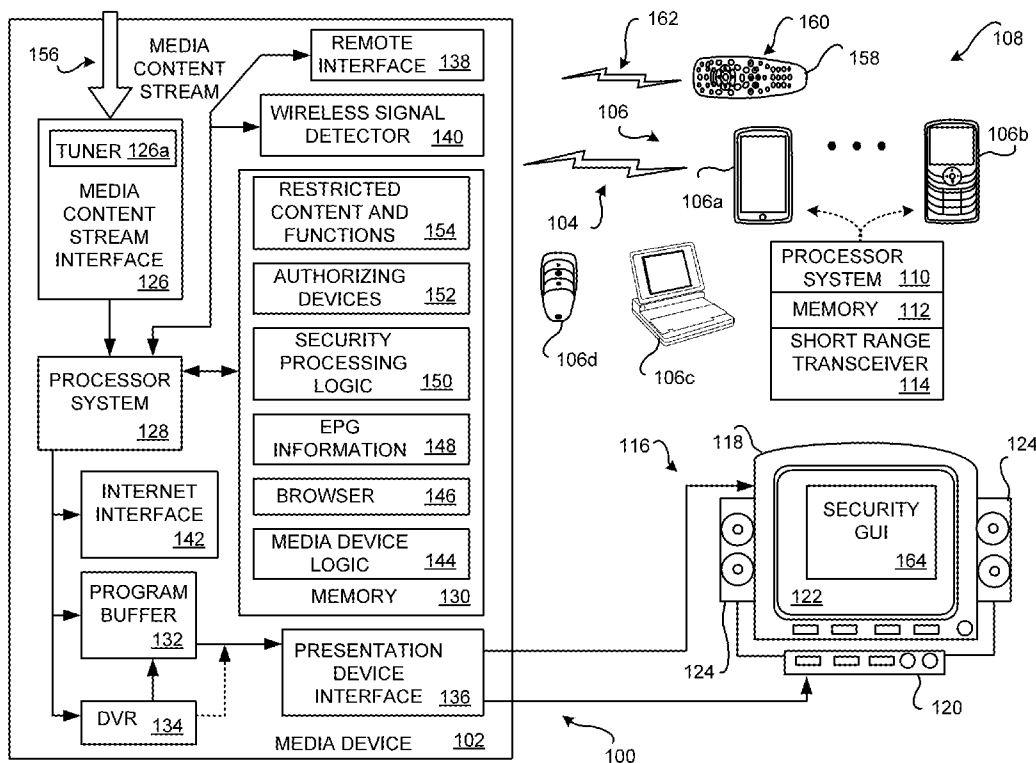 156
MEDIA
CONTENT
STREAM
REMOTE
INTERFACE 138
WIRELESS SIGNAL
DETECTOR 140
TUNER 126a
MEDIA
CONTENT
STREAM
INTERFACE
126
RESTRICTED
CONTENT AND
FUNCTIONS 154
AUTHORIZING
DEVICES 152
SECURITY
PROCESSING
LOGIC 150
EPG
INFORMATION 148
BROWSER 146
MEDIA DEVICE
LOGIC 144
MEMORY 130
PROCESSOR
SYSTEM
128
INTERNET
INTERFACE
142
PROGRAM
BUFFER
132
DVR 134
PRESENTATION
DEVICE
INTERFACE 136
MEDIA DEVICE 102
100
162
160
158
108
106
104
106a
106b
106d
106c
PROCESSOR
SYSTEM 110
MEMORY 112
SHORT RANGE
TRANSCEIVER
114
116
118
124
SECURITY
GUI
164
122
124
120